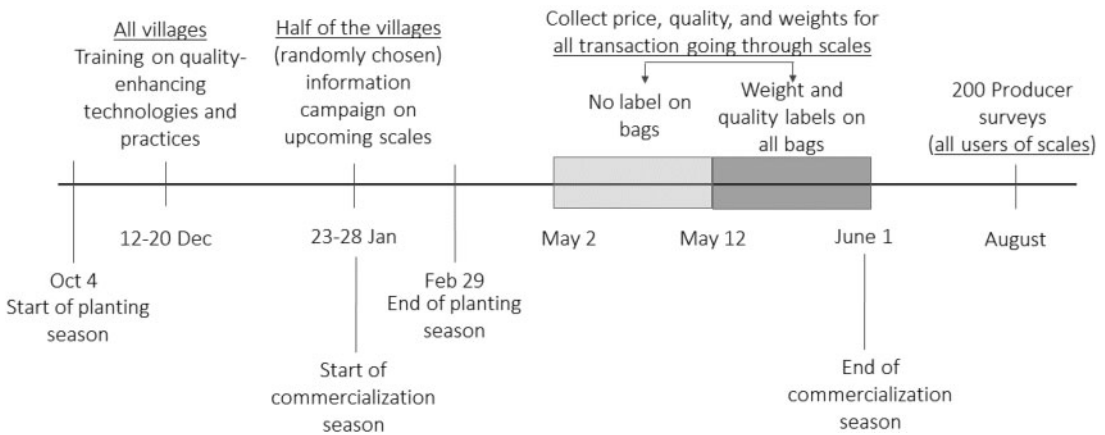 All villages
Training on quality-
enhancing
technologies and
practices
Half of the villages
(randomly chosen)
information
campaign on
upcoming scales
Collect price, quality, and weights for
all transaction going through scales
No label on
bags
Weight and
quality labels on
all bags
200 Producer
surveys
(all users of scales)
12-20 Dec
23-28 Jan
May 2
May 12
June 1
August
Oct 4
Start of planting
season
Feb 29
End of planting
season
Start of
commercialization
season
End of
commercialization
season